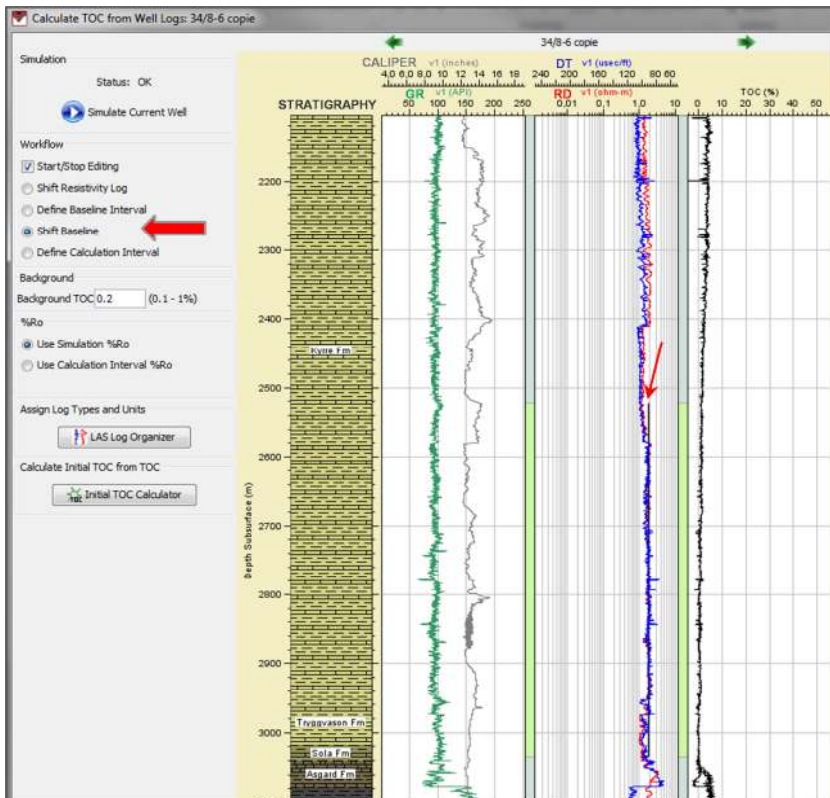 Calculate TOC from Well Logs: 34/8-6 copie
34/8-6 copie
Simulation
Status: OK
Simulate Current Well
Workflow
Start/Stop Editing
Shift Resistivity Log
Define Baseline Interval
Shift Baseline
Define Calculation Interval
Background
Background TOC 0.2 (0.1 - 1%)
%Ro
Use Simulation %Ro
Use Calculation Interval %Ro
Assign Log Types and Units
LAS Log Organizer
Calculate Initial TOC from TOC
TOC Initial TOC Calculator
CALIPER v1 (inches) DT v1 (usec/ft)
4,0 6,0 8,0 10 12 14 16 18 240 200 160 120 80 60
GR v1 (API) RD v1 (ohm-m) TOC (%)
STRATIGRAPHY 50 100 150 200 250 0,01 0,1 1,0 10 0 20 40 60
Depth Subsurface (m)
2200
2300
2400
Kyrre Fm
2500
2600
2700
2800
2900
Tryggvason Fm
3000
Sola Fm
Asgard Fm